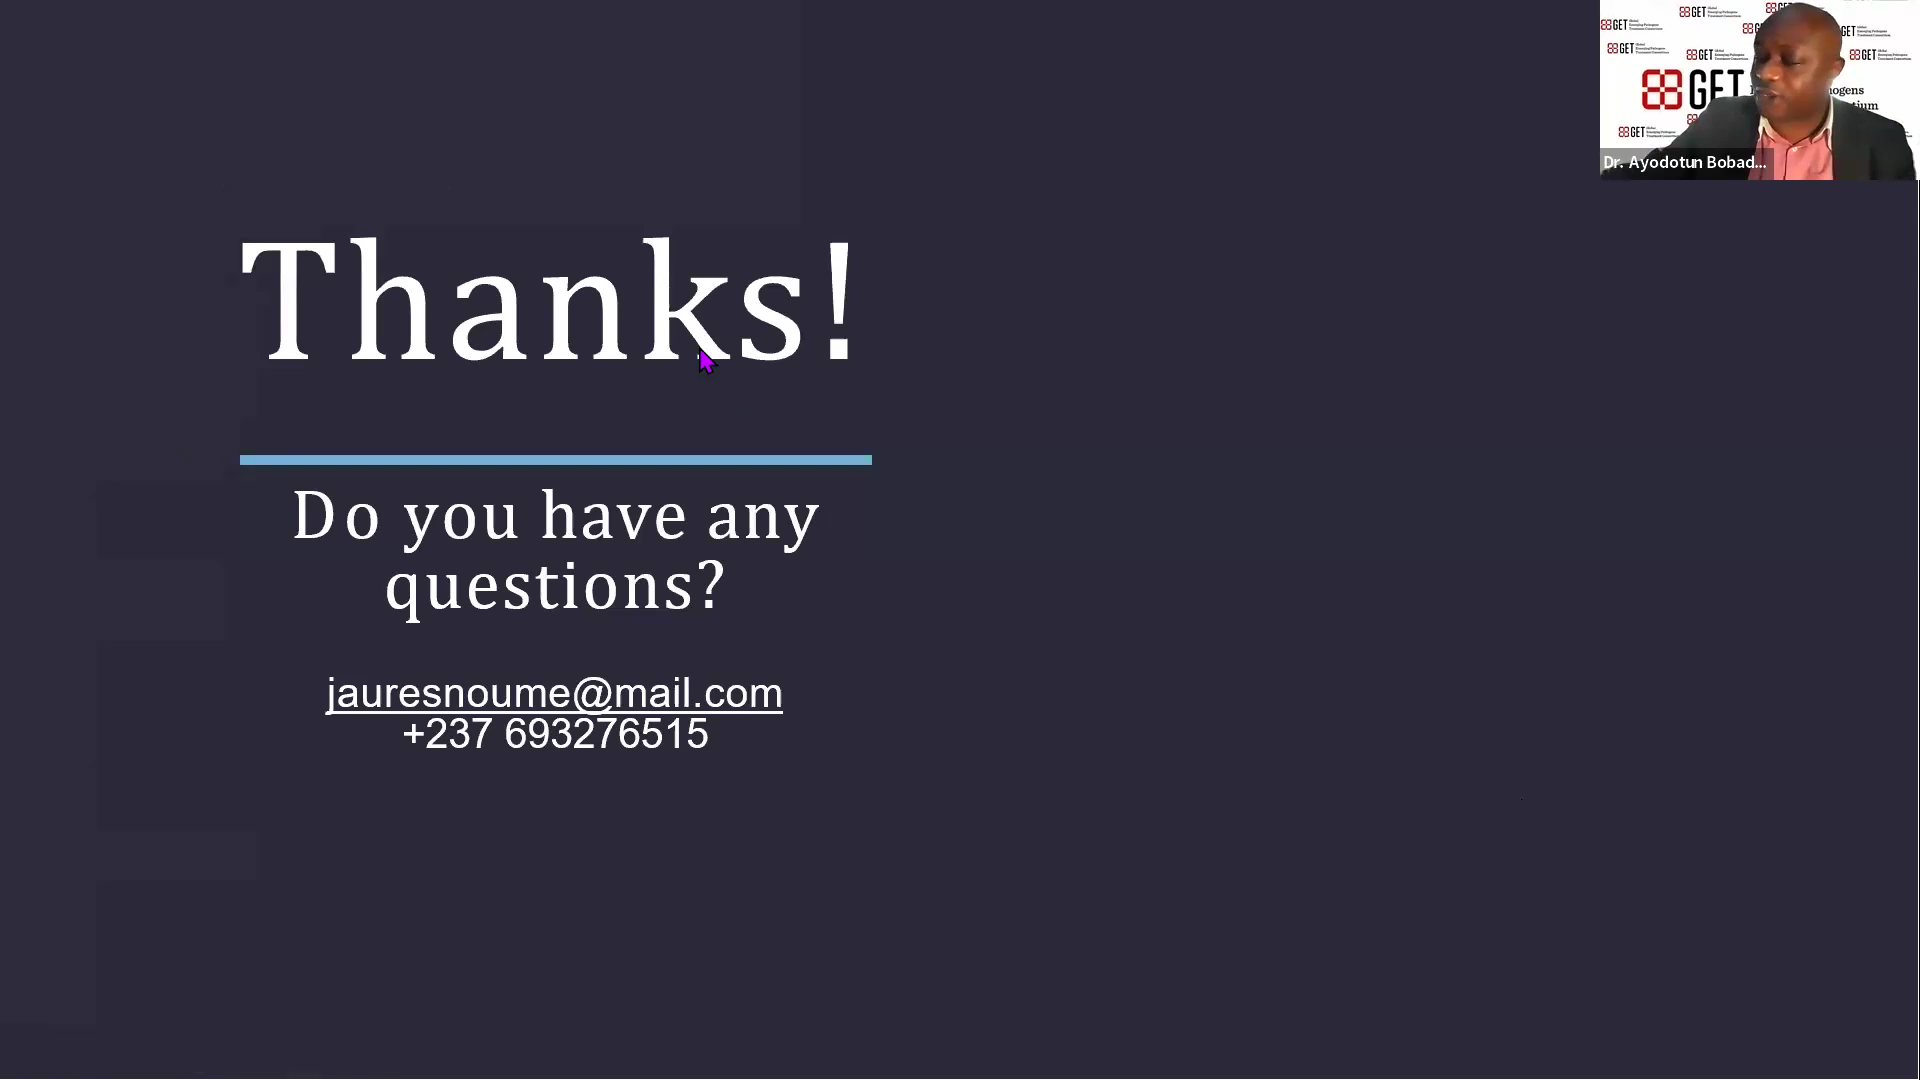 Thanks!
Do you have any
questions?
jauresnoume@mail.com
+237 693276515
GET
Dr. Ayodotun Bobad...